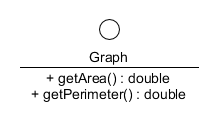 Graph
+ getArea() : double
+ getPerimeter() : double